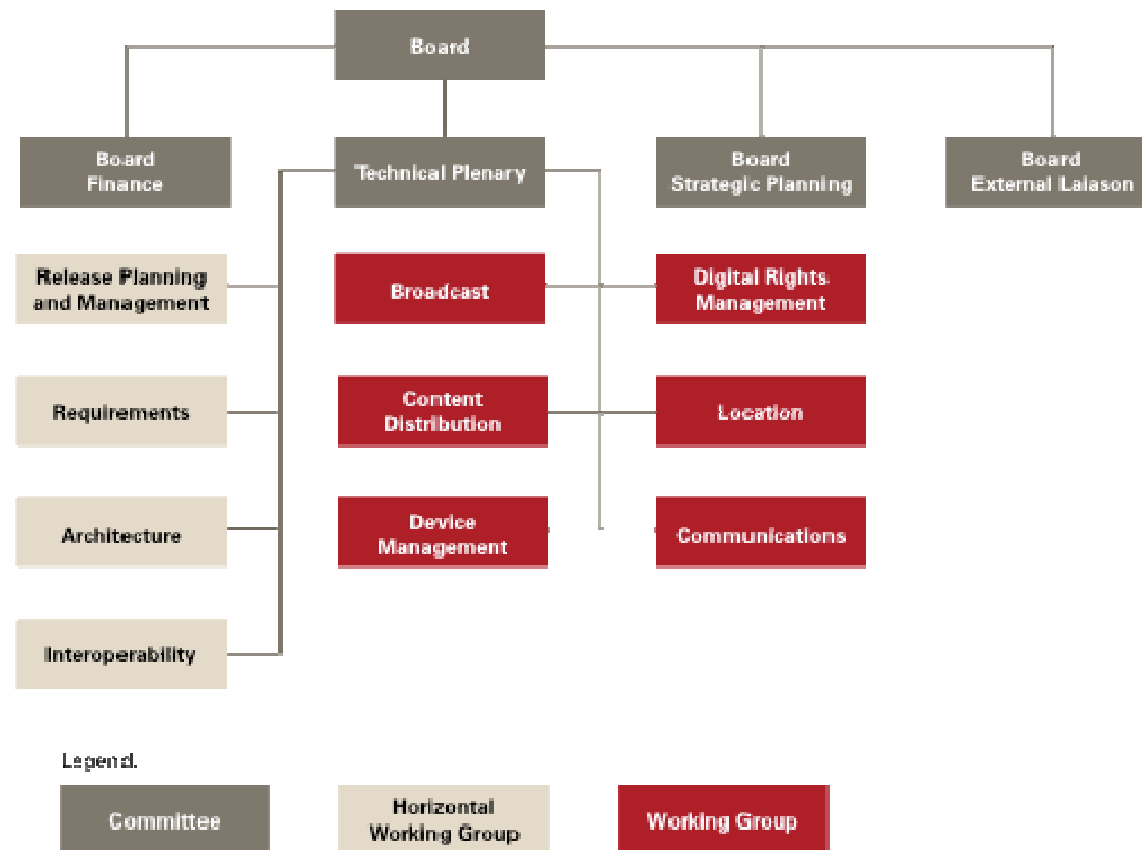 Board
Board
Finance
Technical Plenary
Board
Strategic Planning
Board
External Laiason
Release Planning
and Management
Broadcast
Digital Rights
Management
Requirements
Content
Distribution
Location
Architecture
Device
Management
Communications
Interoperability
Legend.
Committee
Horizontal
Working Group
Working Group